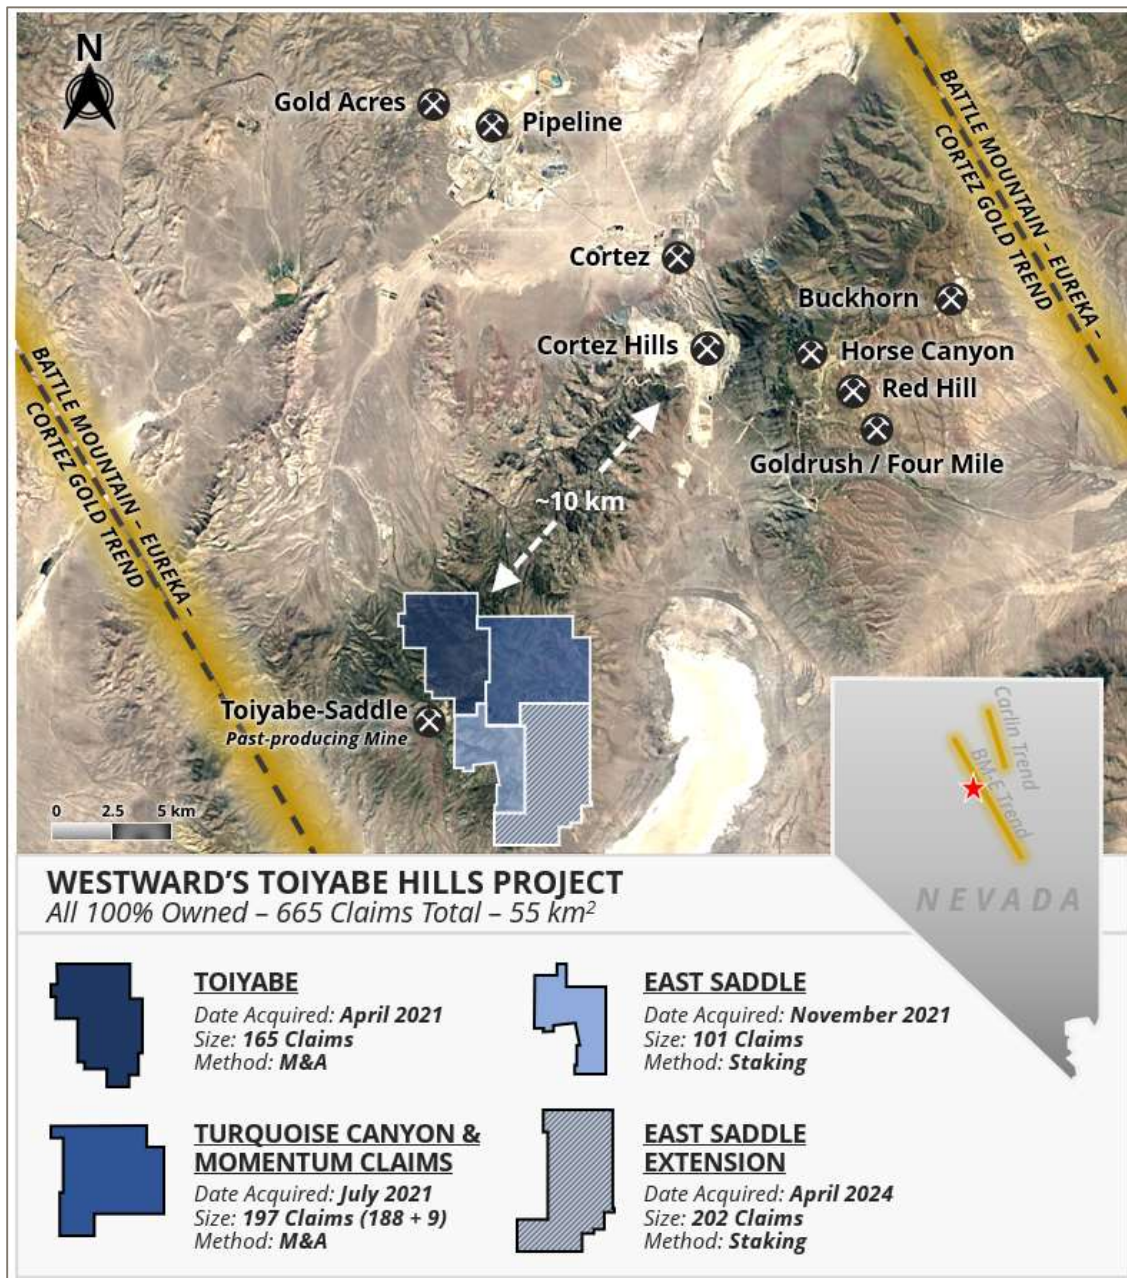 N
Gold Acres
Pipeline
BATTLE MOUNTAIN – EUREKA –
CORTEZ GOLD TREND
Cortez
Buckhorn
Cortez Hills
Horse Canyon
Red Hill
Goldrush / Four Mile
BATTLE MOUNTAIN – EUREKA –
CORTEZ GOLD TREND
~10 km
Toiyabe-Saddle
Past-producing Mine
0 2.5 5 km
Carlin Trend
BM-E Trend
NEVADA
WESTWARD'S TOIYABE HILLS PROJECT
All 100% Owned – 665 Claims Total – 55 km²
TOIYABE
Date Acquired: April 2021
Size: 165 Claims
Method: M&A
EAST SADDLE
Date Acquired: November 2021
Size: 101 Claims
Method: Staking
TURQUOISE CANYON &
MOMENTUM CLAIMS
Date Acquired: July 2021
Size: 197 Claims (188 + 9)
Method: M&A
EAST SADDLE
EXTENSION
Date Acquired: April 2024
Size: 202 Claims
Method: Staking